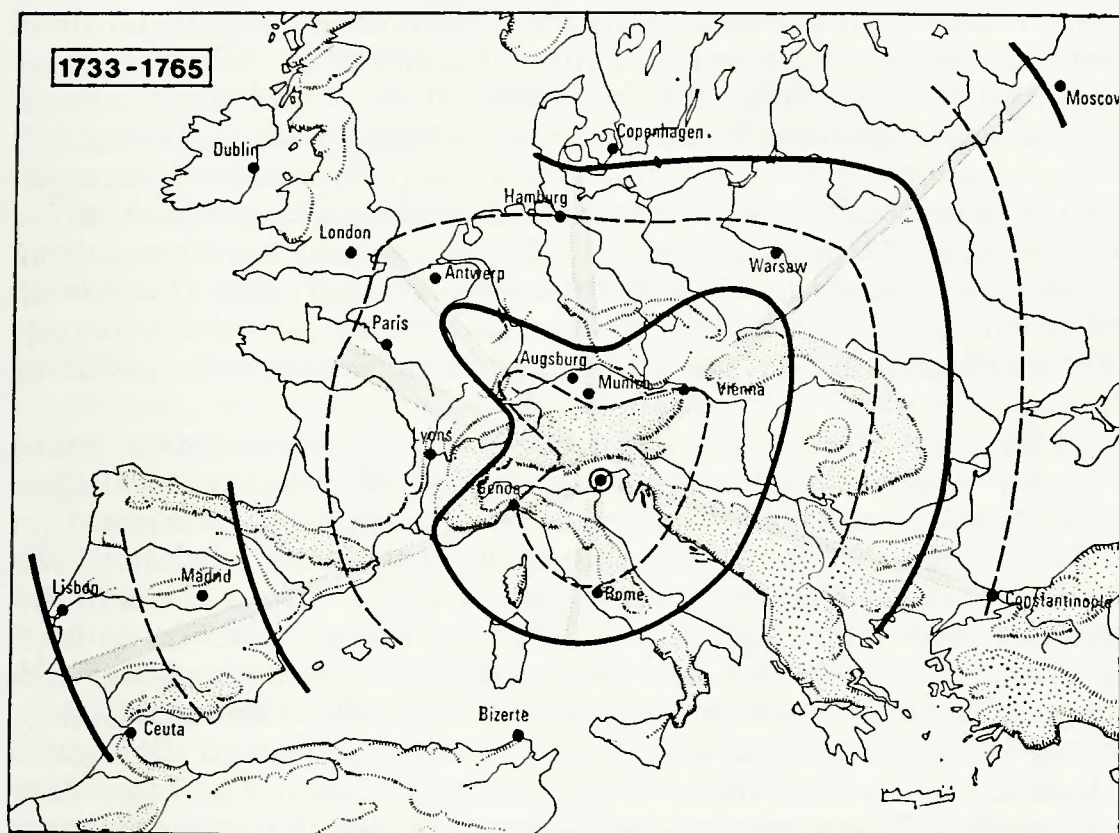 1733-1765
Moscow
Copenhagen
Dublin
Hamburg
London
Warsaw
Antwerp
Paris
Augsburg
Munich
Vienna
Lyons
Genoa
Lisbon
Madrid
Rome
Constantinople
Ceuta
Bizerte